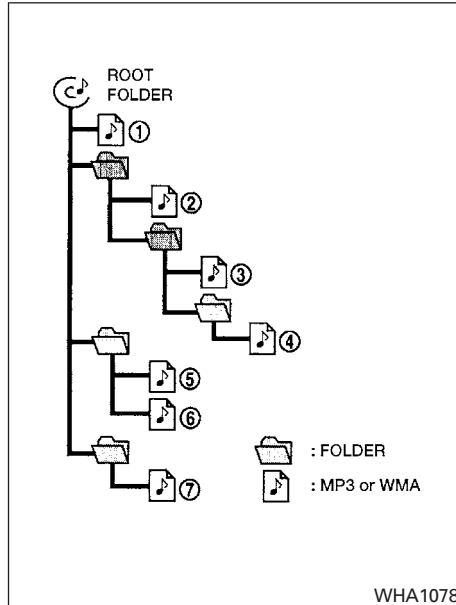 ROOT
FOLDER
①
②
③
④
⑤
⑥
⑦
: FOLDER
: MP3 or WMA
WHA1078